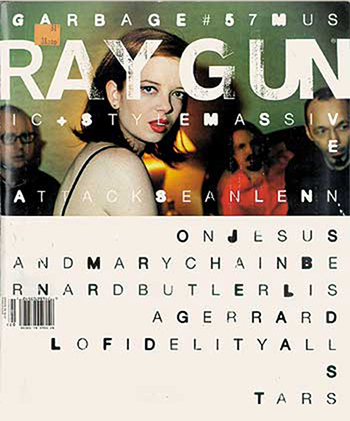 GARBAGE#57MUS
RAYGUN
IC+STYLEMASSIV
E
ATTACKSEANLENN
ONJESUS
ANDMARYCHAINBE
RNARDBUTLERLIS
AGERRARD
LOFIDELITYALL
S
TARS